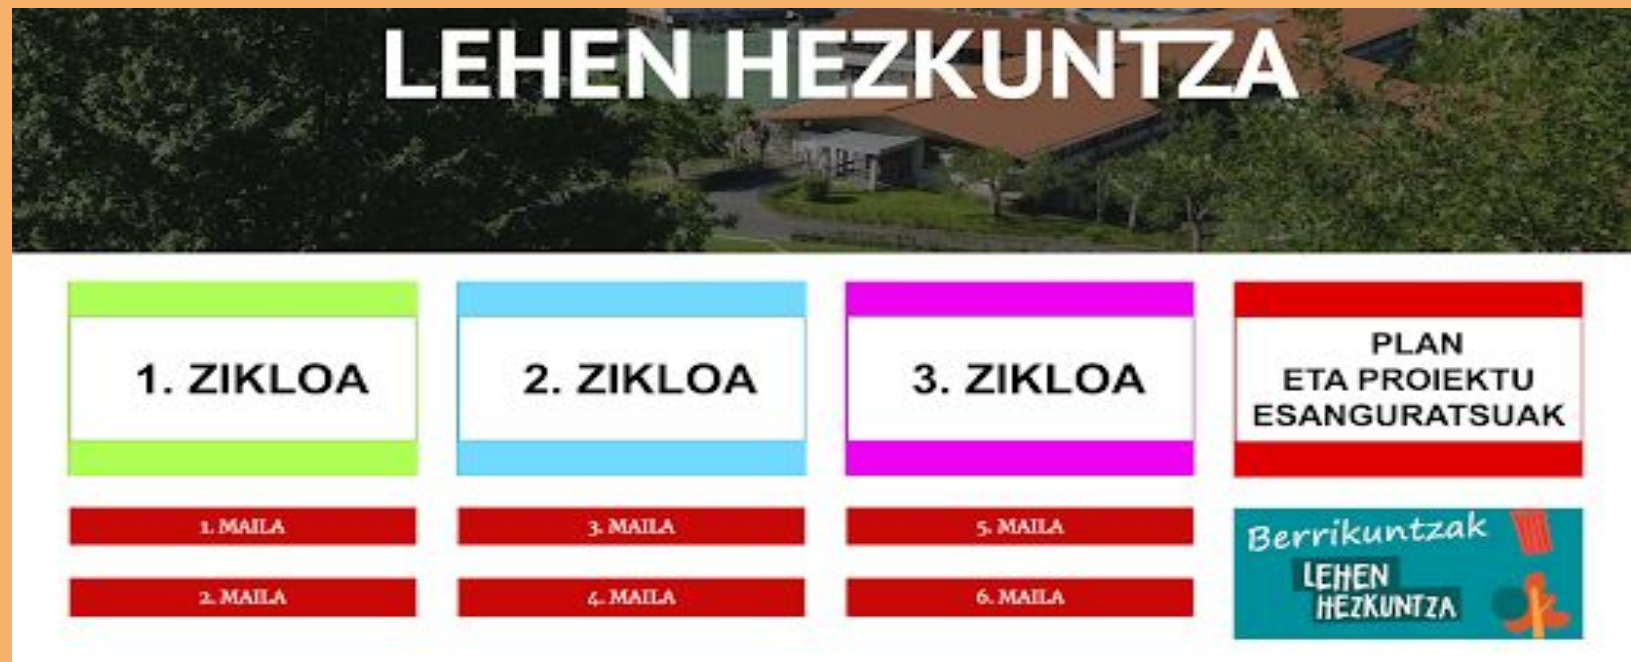 LEHEN HEZKUNTZA
1. ZIKLOA
2. ZIKLOA
3. ZIKLOA
PLAN
ETA PROIEKTU
ESANGURATSUAK
1. MAILA
3. MAILA
5. MAILA
2. MAILA
4. MAILA
6. MAILA
Berrikuntzak
LEHEN
HEZKUNTZA